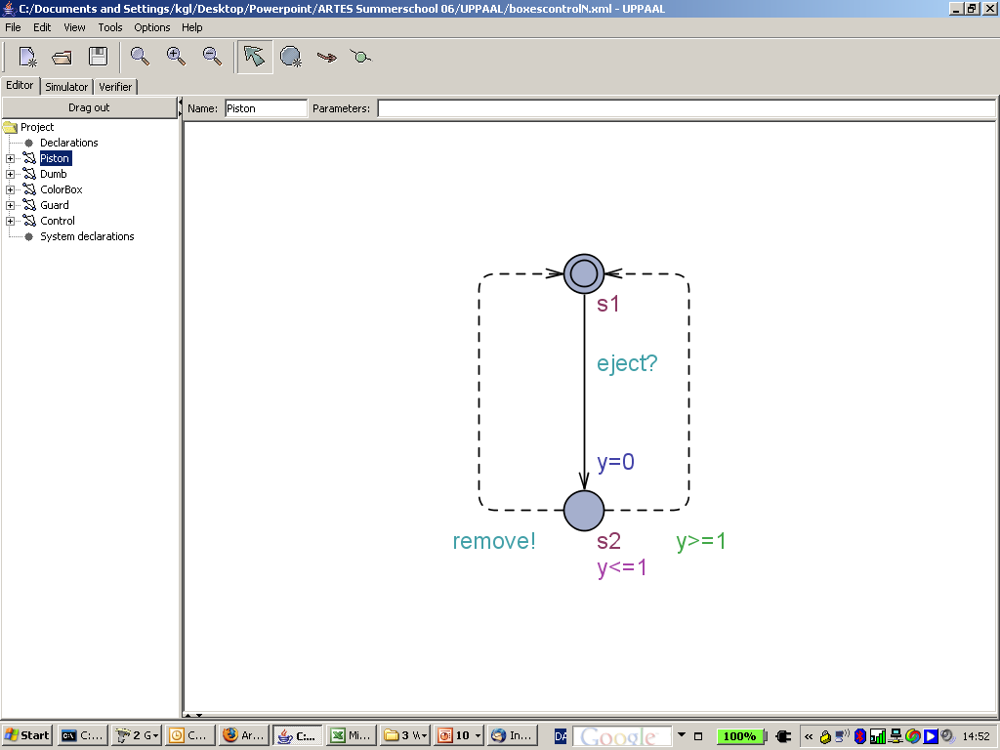 C:/Documents and Settings/kgl/Desktop/Powerpoint/ARTES Summerschool 06/UPPAAL/boxescontrolN.xml - UPPAAL
File Edit View Tools Options Help
Editor Simulator Verifier
Drag out
Name: Piston Parameters:
Project
Declarations
Piston
Dumb
ColorBox
Guard
Control
System declarations
s1
eject?
y=0
remove!
s2
y>=1
y<=1
Start C:... 2 G C... Ar... C:... Mi... 3 W 10 In... DA Google 100% « 14:52